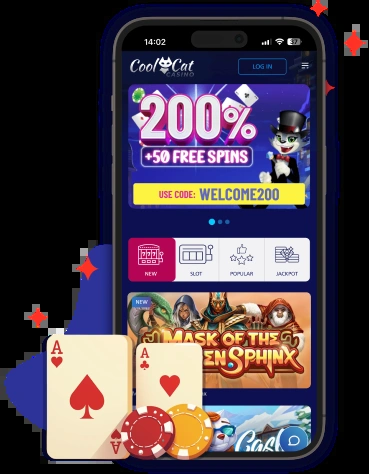 14:02
37
Cool Cat
CASINO
LOG IN
200%
+50 FREE SPINS
USE CODE: WELCOME200
NEW
SLOT
POPULAR
JACKPOT
NEW
MASK OF THE
SPHINX
A
A
A